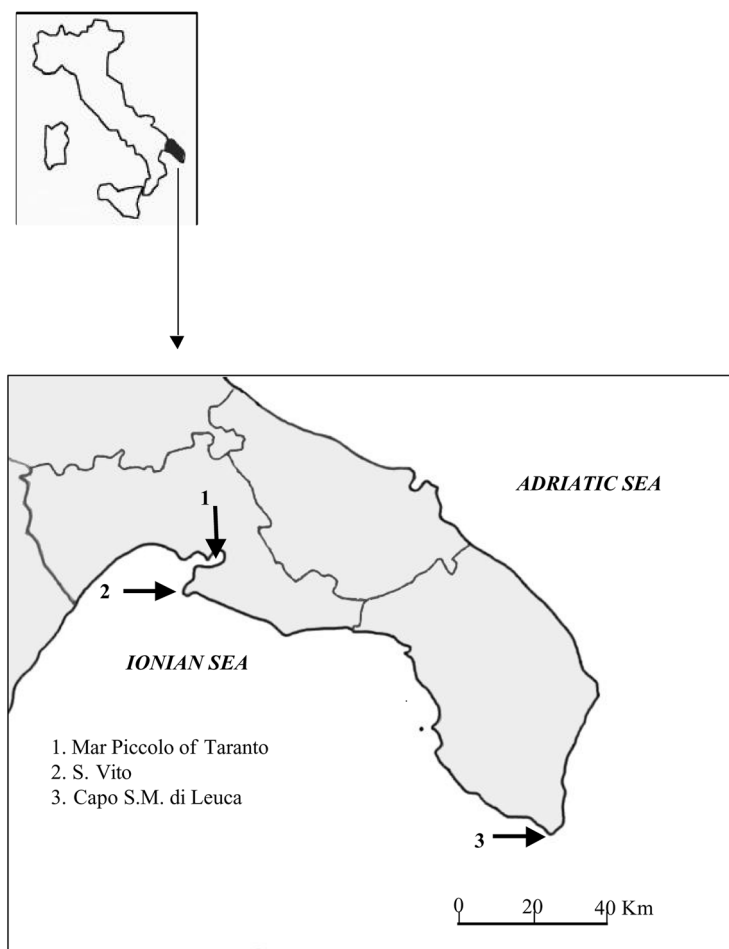 ADRIATIC SEA
1
2
IONIAN SEA
1. Mar Piccolo of Taranto
2. S. Vito
3. Capo S.M. di Leuca
3
0 20 40 Km